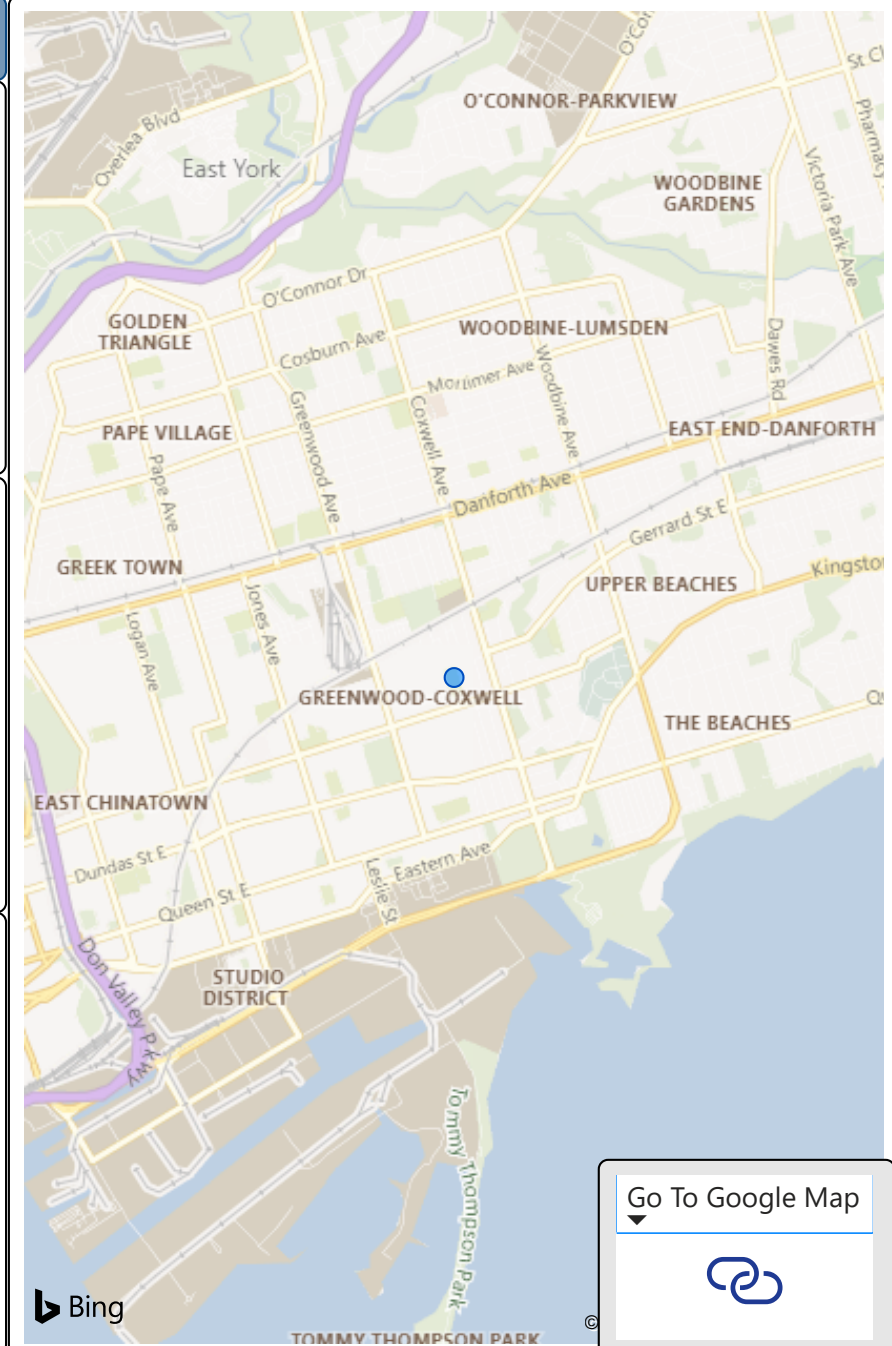 O'Con
St Cl
O'CONNOR-PARKVIEW
Pharmacy
Overlea Blvd
East York
WOODBINE
GARDENS
Victoria Park Ave
O'Connor Dr
GOLDEN
TRIANGLE
WOODBINE-LUMSDEN
Cosburn Ave
Dawes Rd
Mortimer Ave
Woodbine Ave
Greenwood Ave
Coxwell Ave
PAPE VILLAGE
EAST END-DANFORTH
Pape Ave
Danforth Ave
Gerrard St E
GREEK TOWN
UPPER BEACHES
Kingsto
Jones Ave
Logan Ave
GREENWOOD-COXWELL
Qu
THE BEACHES
EAST CHINATOWN
Dundas St E
Eastern Ave
Leslie St
Queen St E
Don Valley Pkwy
STUDIO
DISTRICT
Tommy Thompson Park
Go To Google Map
Bing
©
TOMMY THOMPSON PARK